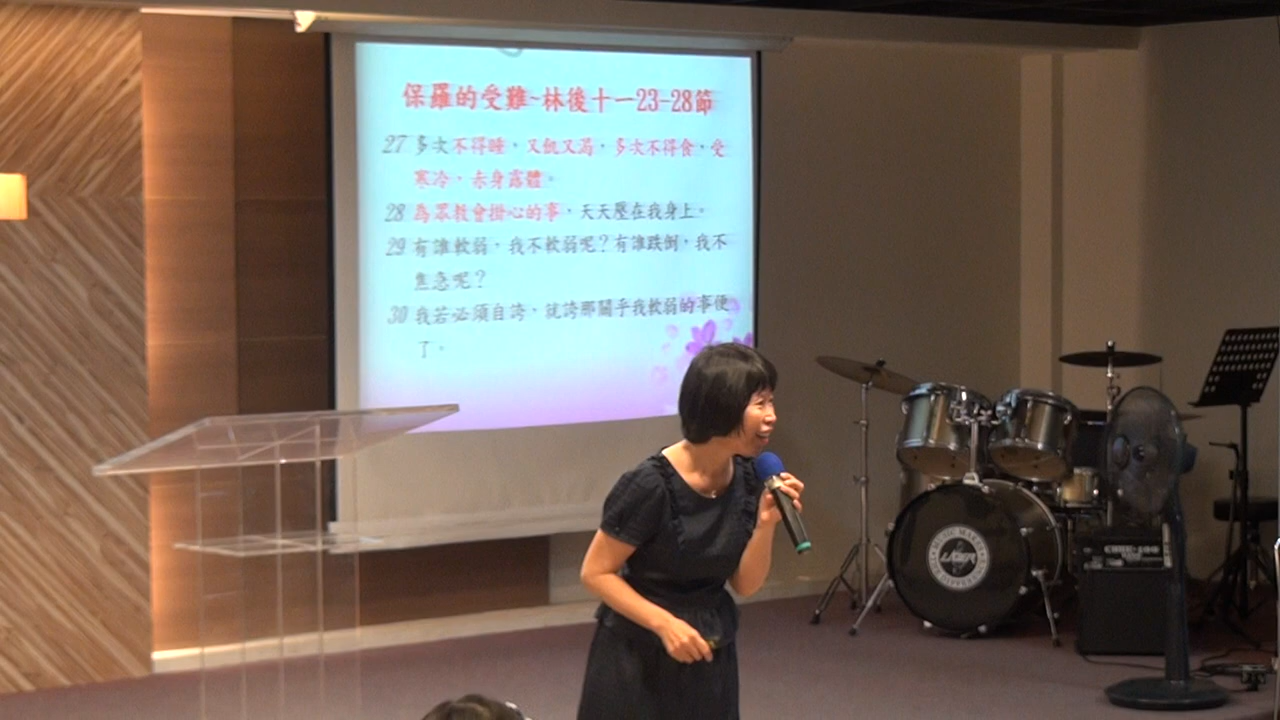 保羅的受難~林後十一23-28節
27 多次不得睡，又飢又渴，多次不得食，受
寒冷，赤身露體。
28 為眾教會掛心的事，天天壓在我身上。
29 有誰軟弱，我不軟弱呢？有誰跌倒，我不
焦急呢？
30 我若必須自誇，就誇那關乎我軟弱的事便
了。